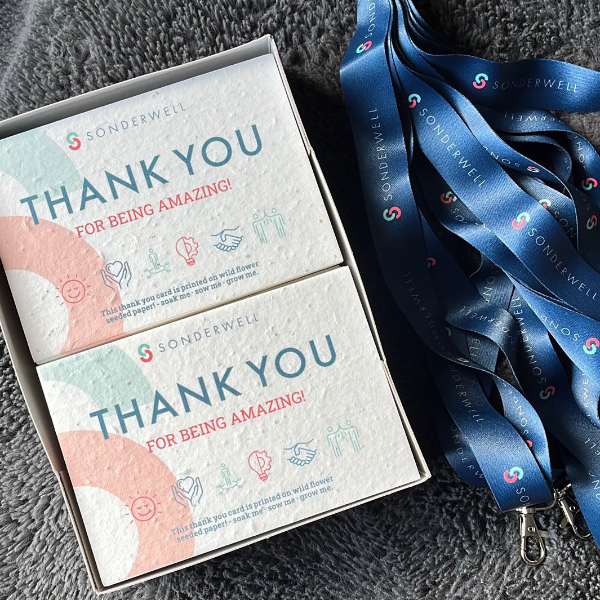 SONDERWELL
THANK YOU
FOR BEING AMAZING!
This thank you card is printed on wild flower
seeded paper! - soak me - sow me - grow me.
SONDERWELL
THANK YOU
FOR BEING AMAZING!
This thank you card is printed on wild flower
seeded paper! - soak me - sow me - grow me.
SONDERWELL
SONDERWELL
SONDERWELL
SONDERWELL